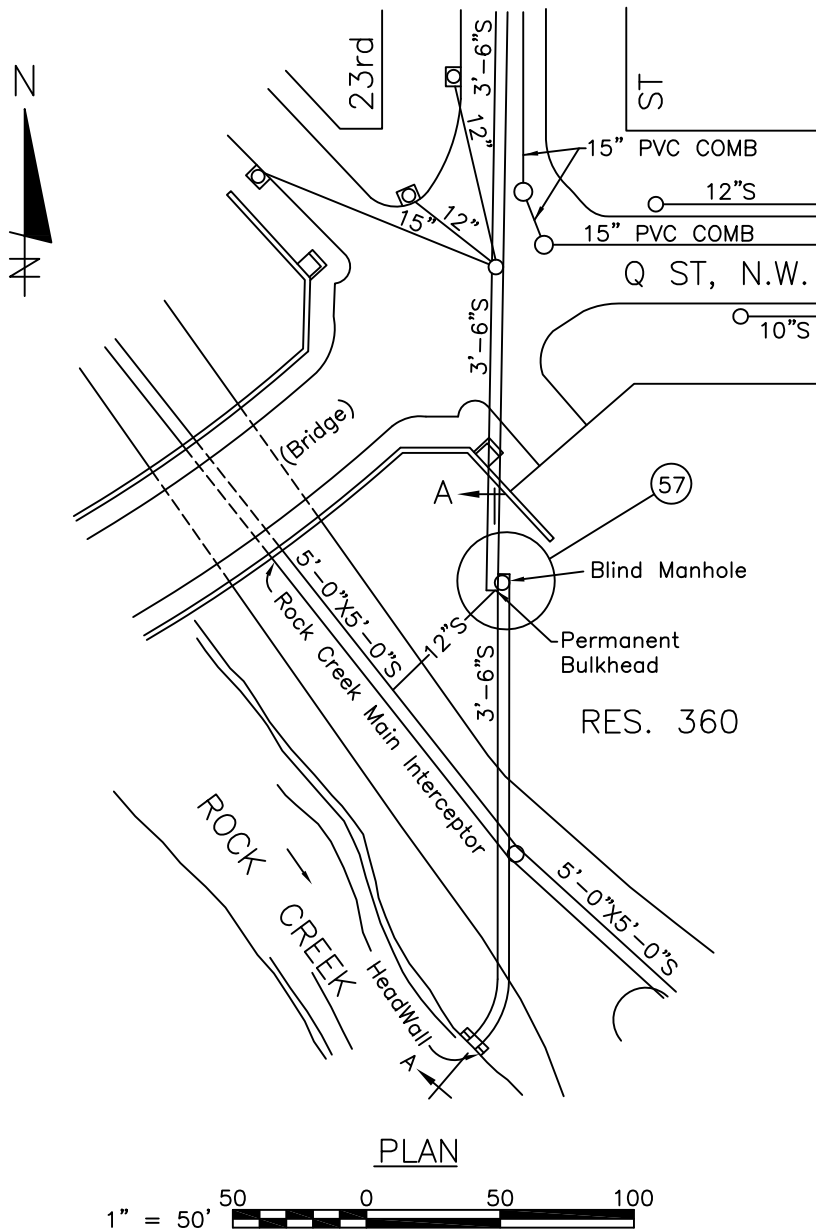 N
N
23rd
3'-6"S
ST
12"
15" PVC COMB
12"S
15"
12"
15" PVC COMB
Q ST, N.W.
3'-6"S
10"S
(Bridge)
A
57
Blind Manhole
5'-0"X5'-0"S
12"S
Permanent
Bulkhead
3'-6"S
Rock Creek Main Interceptor
RES. 360
ROCK
CREEK
5'-0"X5'-0"S
HeadWall
A
PLAN
1" = 50'
50 0 50 100